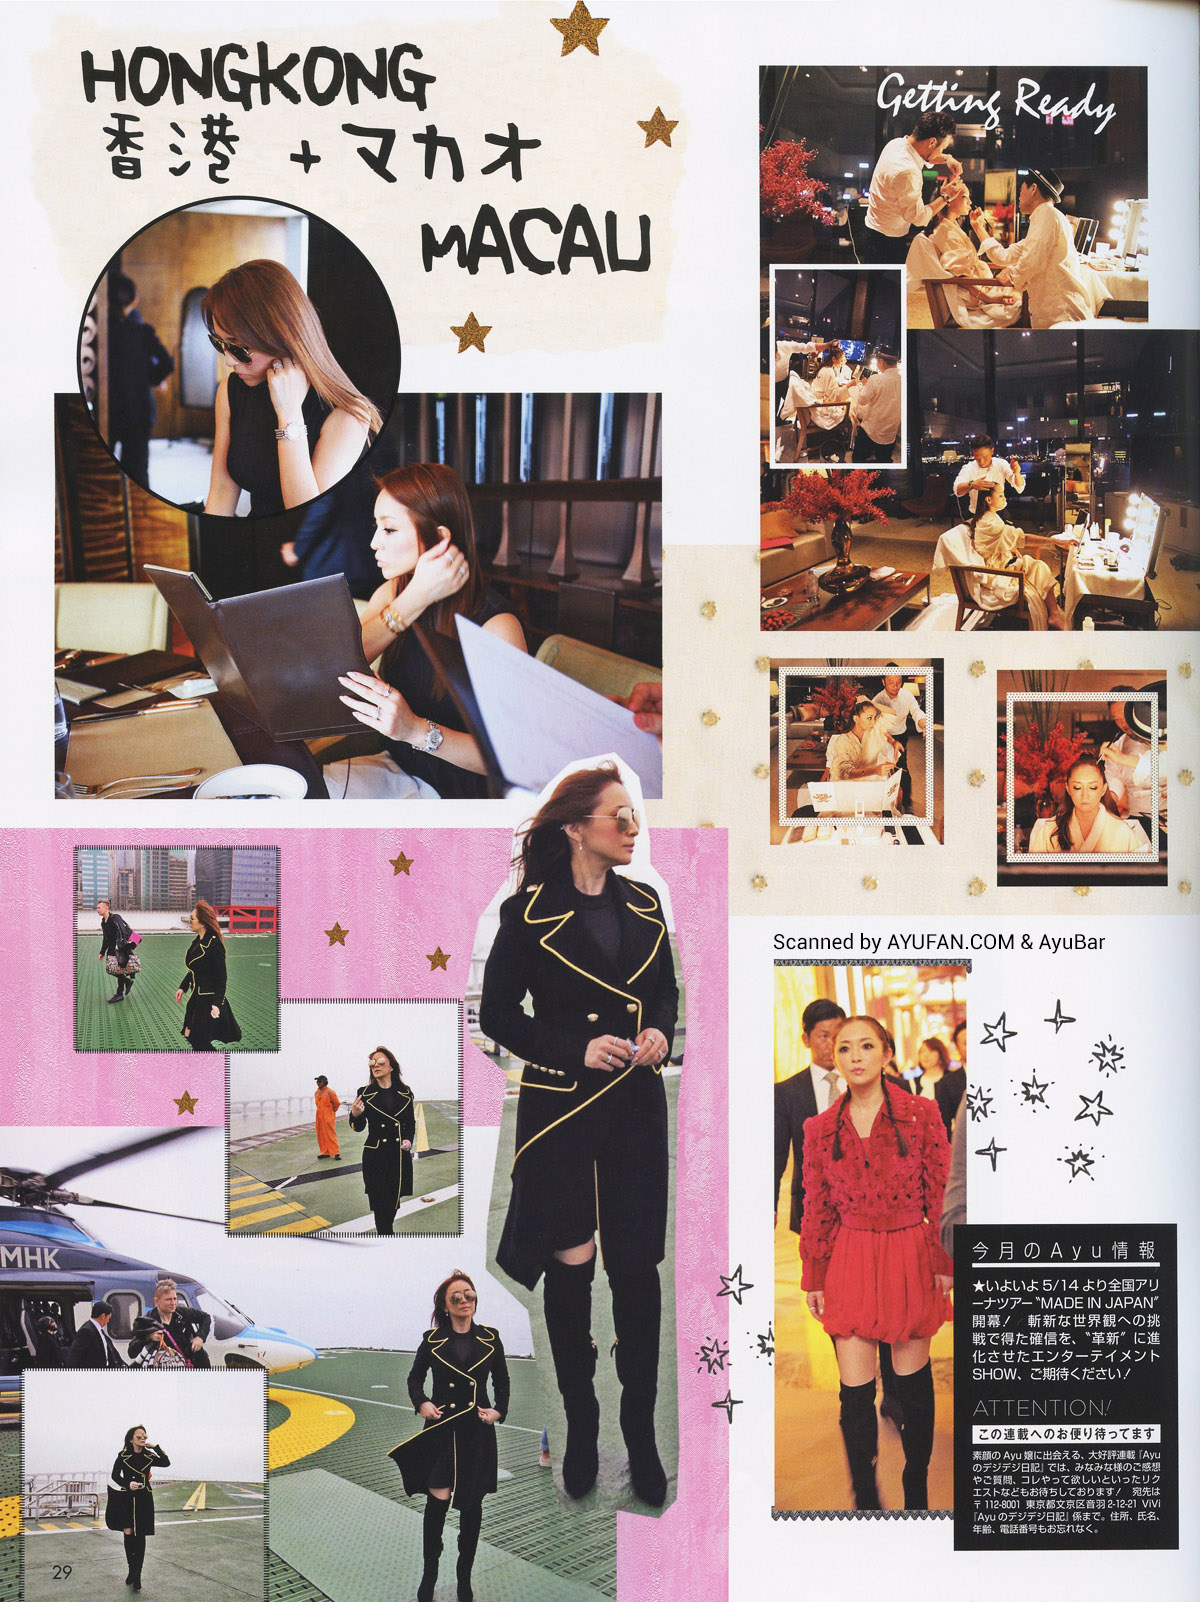 HONGKONG
香港 + マカオ
MACAU
Getting Ready
Scanned by AYUFAN.COM & AyuBar
MHK
今月のAyu情報
★いよいよ5/14より全国アリ
ーナツアー“MADE IN JAPAN”
開幕！ 斬新な世界観への挑
戦で得た確信を、“革新”に進
化させたエンターテイメント
SHOW、ご期待ください！
ATTENTION!
この連載へのお便り待ってます
素顔のAyu嬢に出会える、大好評連載『Ayu
のデジデジ日記』では、みなみな様のご感想
やご質問、コレやって欲しいといったリク
エストなどもお待ちしております！ 宛先は
〒112-8001 東京都文京区音羽2-12-21 ViVi
『Ayuのデジデジ日記』係まで。住所、氏名、
年齢、電話番号もお忘れなく。
29